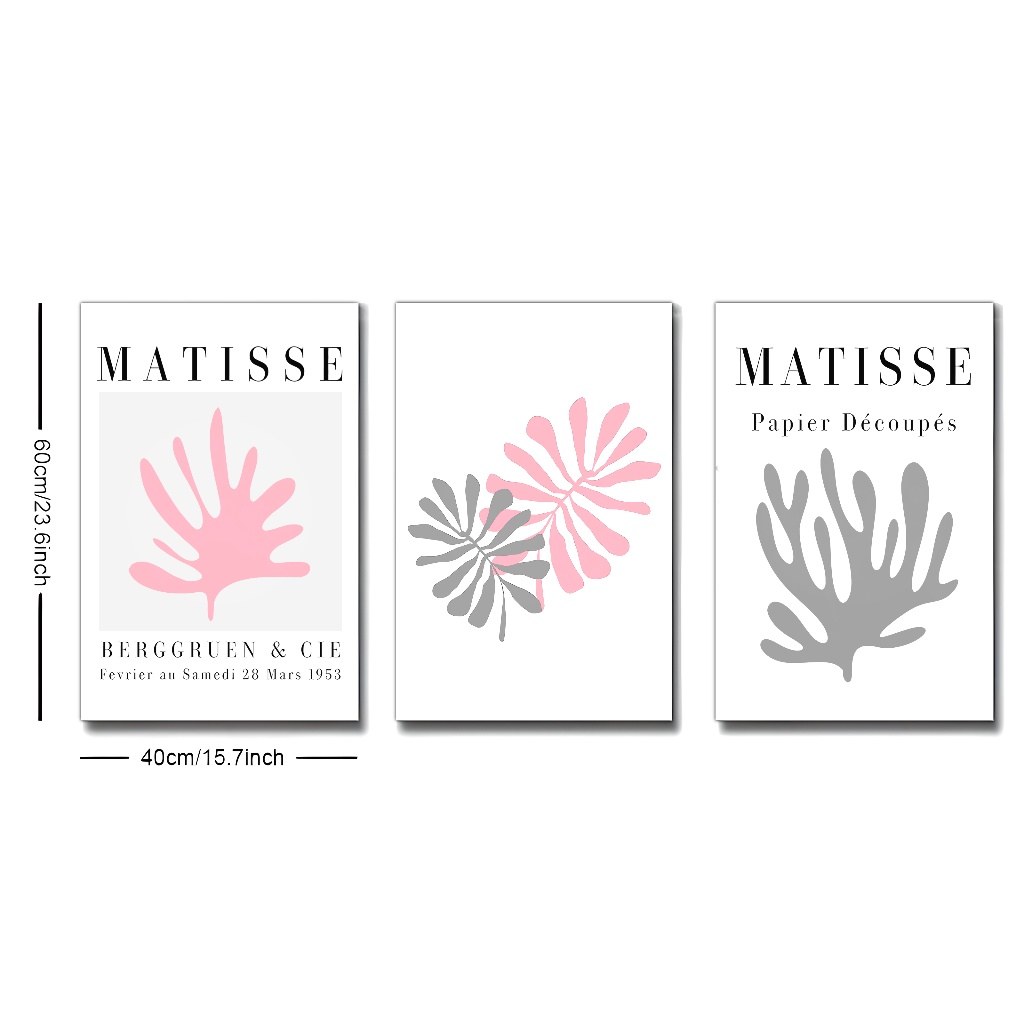 MATISSE
BERGGRUEN & CIE
Fevrier au Samedi 28 Mars 1953
MATISSE
Papier Découpés
60cm/23.6inch
40cm/15.7inch